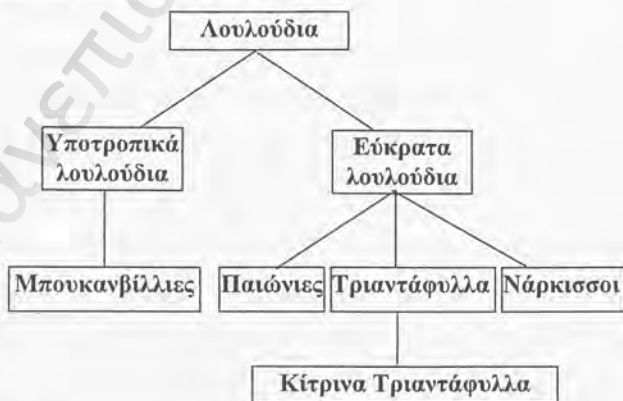 Λουλούδια
Υποτροπικά
λουλούδια
Εύκρατα
λουλούδια
Μπουκανβίλλιες
Παιώνιες
Τριαντάφυλλα
Νάρκισσοι
Κίτρινα Τριαντάφυλλα